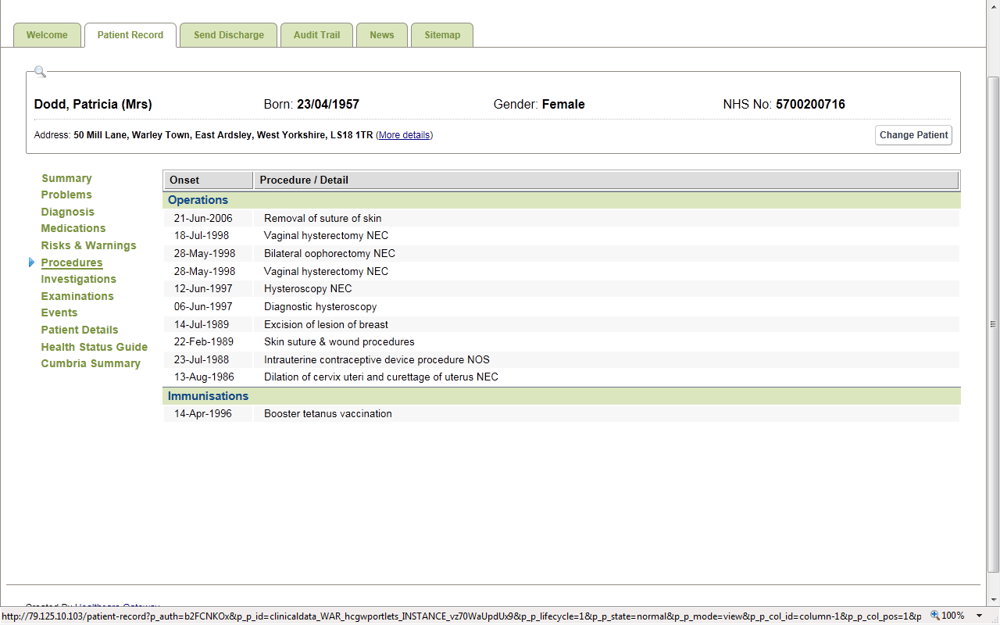 Welcome Patient Record Send Discharge Audit Trail News Sitemap
Dodd, Patricia (Mrs) Born: 23/04/1957 Gender: Female NHS No: 5700200716
Address: 50 Mill Lane, Warley Town, East Ardsley, West Yorkshire, LS18 1TR (More details) Change Patient
Summary
Problems
Diagnosis
Medications
Risks & Warnings
Procedures
Investigations
Examinations
Events
Patient Details
Health Status Guide
Cumbria Summary
Onset Procedure / Detail
Operations
21-Jun-2006 Removal of suture of skin
18-Jul-1998 Vaginal hysterectomy NEC
28-May-1998 Bilateral oophorectomy NEC
28-May-1998 Vaginal hysterectomy NEC
12-Jun-1997 Hysteroscopy NEC
06-Jun-1997 Diagnostic hysteroscopy
14-Jul-1989 Excision of lesion of breast
22-Feb-1989 Skin suture & wound procedures
23-Jul-1988 Intrauterine contraceptive device procedure NOS
13-Aug-1986 Dilation of cervix uteri and curettage of uterus NEC
Immunisations
14-Apr-1996 Booster tetanus vaccination
Created By Healthcare Gateway
http://79.125.10.103/patient-record?p_auth=b2FCNKOx&p_p_id=clinicaldata_WAR_hcgwportlets_INSTANCE_vz70WaUpdUx9&p_p_lifecycle=1&p_p_state=normal&p_p_mode=view&p_p_col_id=column-1&p_p_col_pos=1&p 100%